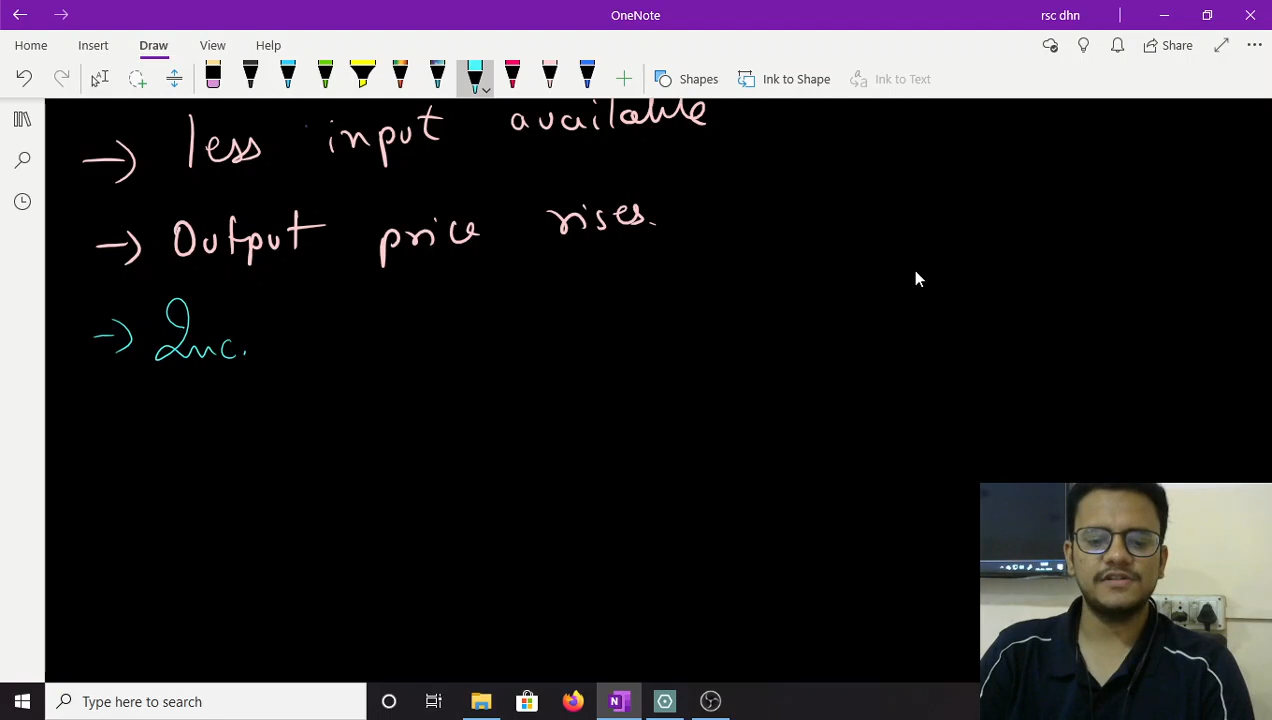 OneNote
rsc dhn
Home Insert Draw View Help
Share
Shapes Ink to Shape Ink to Text
→ less input available
→ Output price rises.
→ Inc.
Type here to search